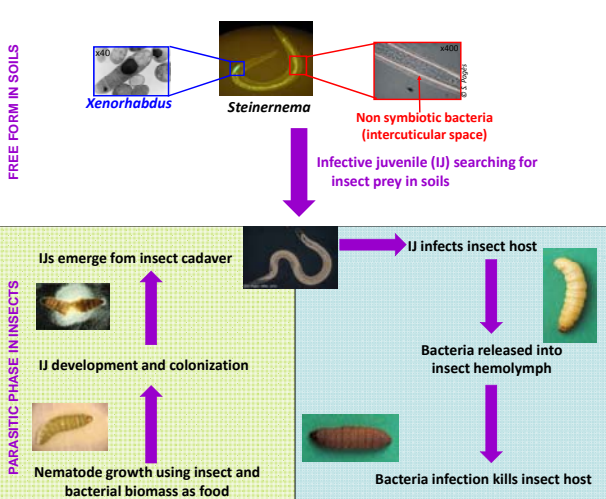 FREE FORM IN SOILS
x40
x400
© S. Pages
Xenorhabdus
Steinernema
Non symbiotic bacteria
(intercuticular space)
Infective juvenile (IJ) searching for
insect prey in soils
PARASITIC PHASE IN INSECTS
IJs emerge fom insect cadaver
IJ infects insect host
IJ development and colonization
Bacteria released into
insect hemolymph
Nematode growth using insect and
bacterial biomass as food
Bacteria infection kills insect host